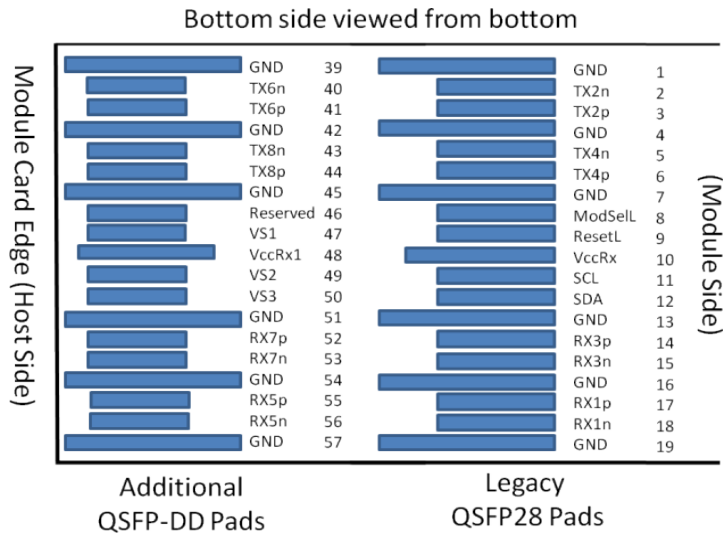 Bottom side viewed from bottom
Module Card Edge (Host Side)
(Module Side)
GND 39 GND 1
TX6n 40 TX2n 2
TX6p 41 TX2p 3
GND 42 GND 4
TX8n 43 TX4n 5
TX8p 44 TX4p 6
GND 45 GND 7
Reserved 46 ModSelL 8
VS1 47 ResetL 9
VccRx1 48 VccRx 10
VS2 49 SCL 11
VS3 50 SDA 12
GND 51 GND 13
RX7p 52 RX3p 14
RX7n 53 RX3n 15
GND 54 GND 16
RX5p 55 RX1p 17
RX5n 56 RX1n 18
GND 57 GND 19
Additional
QSFP-DD Pads
Legacy
QSFP28 Pads